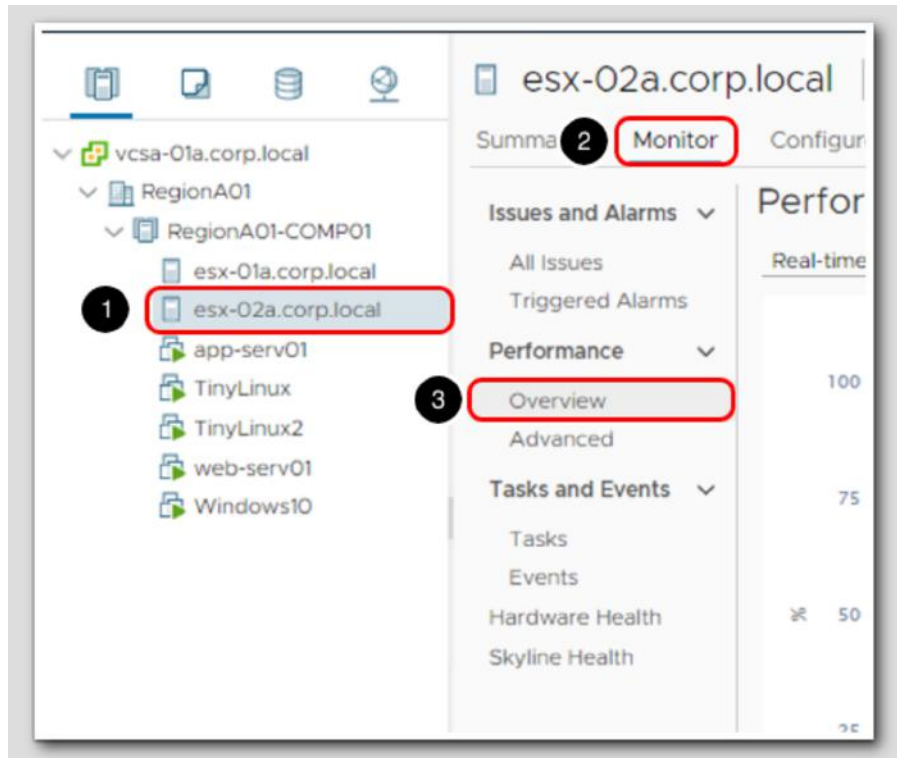 vcsa-01a.corp.local
RegionA01
RegionA01-COMP01
esx-01a.corp.local
1
esx-02a.corp.local
app-serv01
TinyLinux
TinyLinux2
web-serv01
Windows10
esx-02a.corp.local
Summa 2 Monitor Configur
Issues and Alarms
All Issues
Triggered Alarms
Performance
3 Overview
Advanced
Tasks and Events
Tasks
Events
Hardware Health
Skyline Health
Perfor
Real-time
100
75
% 50